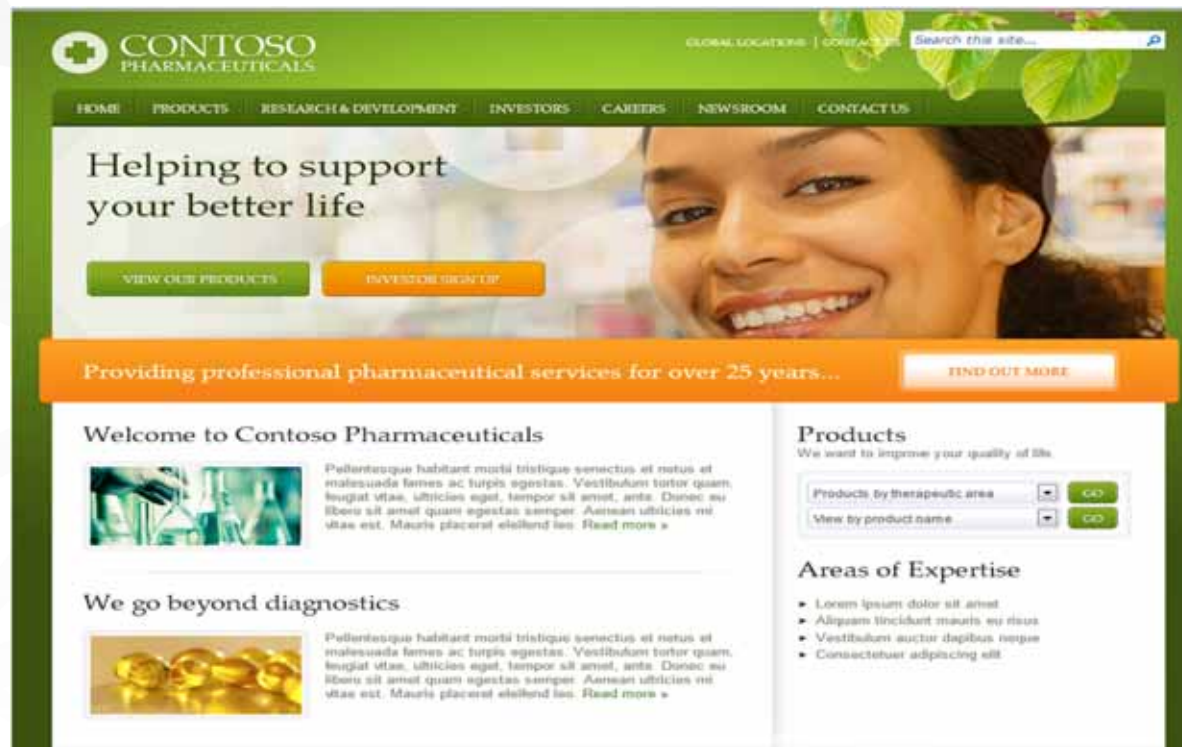 CONTOSO
PHARMACEUTICALS
GLOBAL LOCATIONS | CONTACT US
Search this site...
HOME PRODUCTS RESEARCH & DEVELOPMENT INVESTORS CAREERS NEWSROOM CONTACT US
Helping to support
your better life
VIEW OUR PRODUCTS INVESTOR SIGN UP
Providing professional pharmaceutical services for over 25 years...
FIND OUT MORE
Welcome to Contoso Pharmaceuticals
Pellentesque habitant morbi tristique senectus et netus et
malesuada fames ac turpis egestas. Vestibulum tortor quam,
feugiat vitae, ultricies eget, tempor sit amet, ante. Donec eu
libero sit amet quam egestas semper. Aenean ultricies mi
vitae est. Mauris placerat eleifend leo. Read more »
We go beyond diagnostics
Pellentesque habitant morbi tristique senectus et netus et
malesuada fames ac turpis egestas. Vestibulum tortor quam,
feugiat vitae, ultricies eget, tempor sit amet, ante. Donec eu
libero sit amet quam egestas semper. Aenean ultricies mi
vitae est. Mauris placerat eleifend leo. Read more »
Products
We want to improve your quality of life.
Products by therapeutic area GO
View by product name GO
Areas of Expertise
Lorem ipsum dolor sit amet
Aliquam tincidunt mauris eu risus
Vestibulum auctor dapibus neque
Consectetuer adipiscing elit